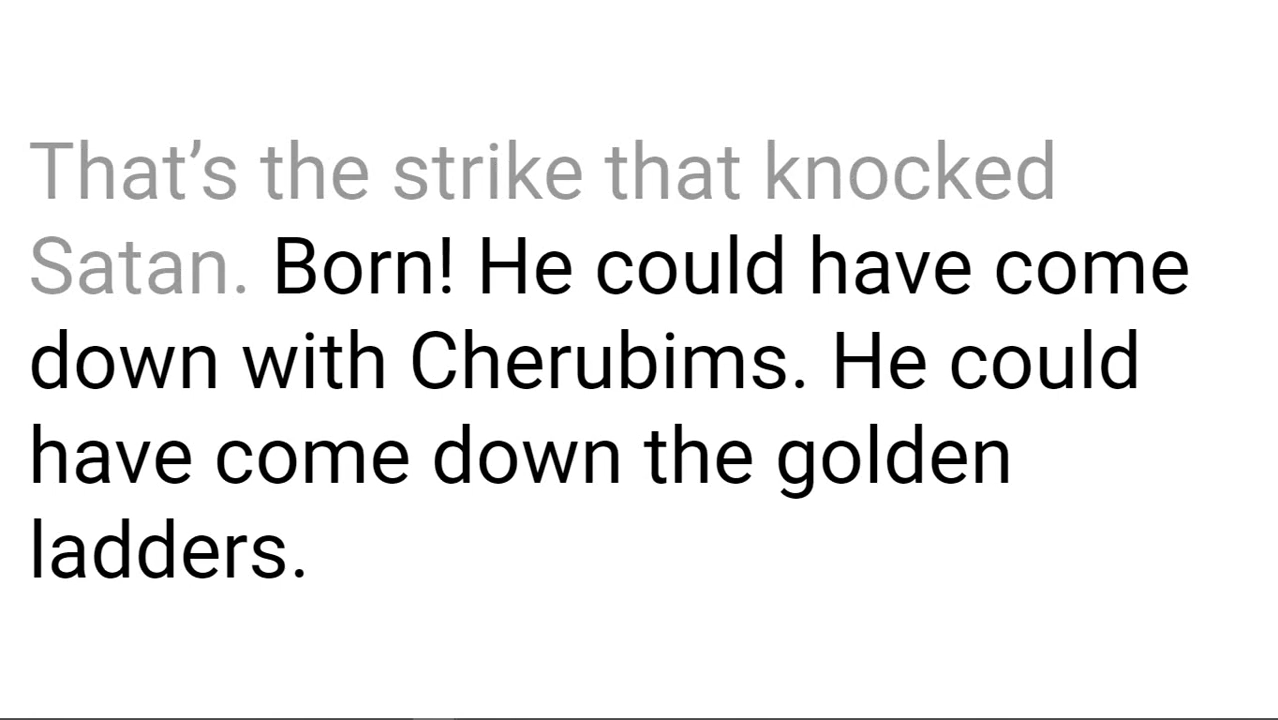 That’s the strike that knocked
Satan. Born! He could have come
down with Cherubims. He could
have come down the golden
ladders.